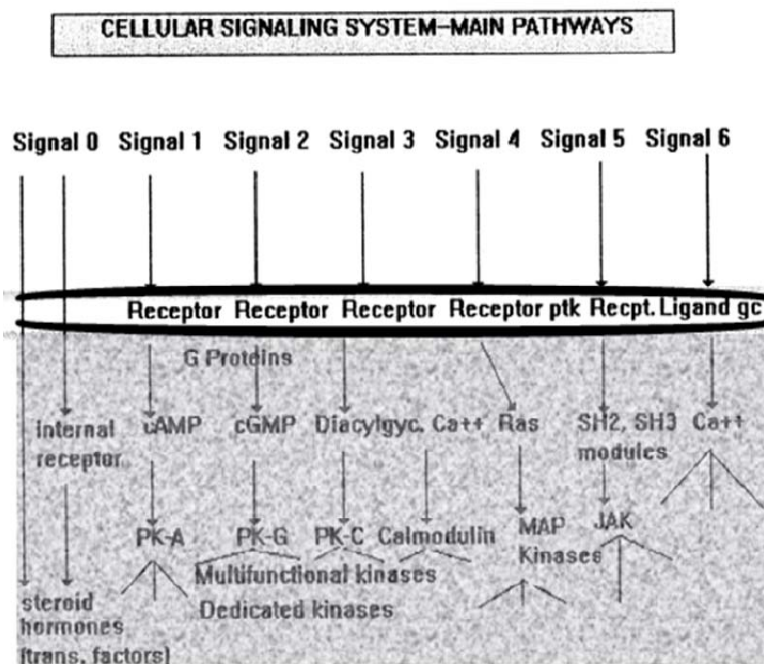 CELLULAR SIGNALING SYSTEM–MAIN PATHWAYS
Signal 0 Signal 1 Signal 2 Signal 3 Signal 4 Signal 5 Signal 6
Receptor Receptor Receptor Receptor ptk Recpt. Ligand gc
G Proteins
internal receptor
cAMP cGMP Diacylgyc. Ca++ Ras SH2, SH3 modules Ca++
PK-A PK-G PK-C Calmodulin MAP Kinases JAK
Multifunctional kinases
Dedicated kinases
steroid
hormones
(trans. factors)